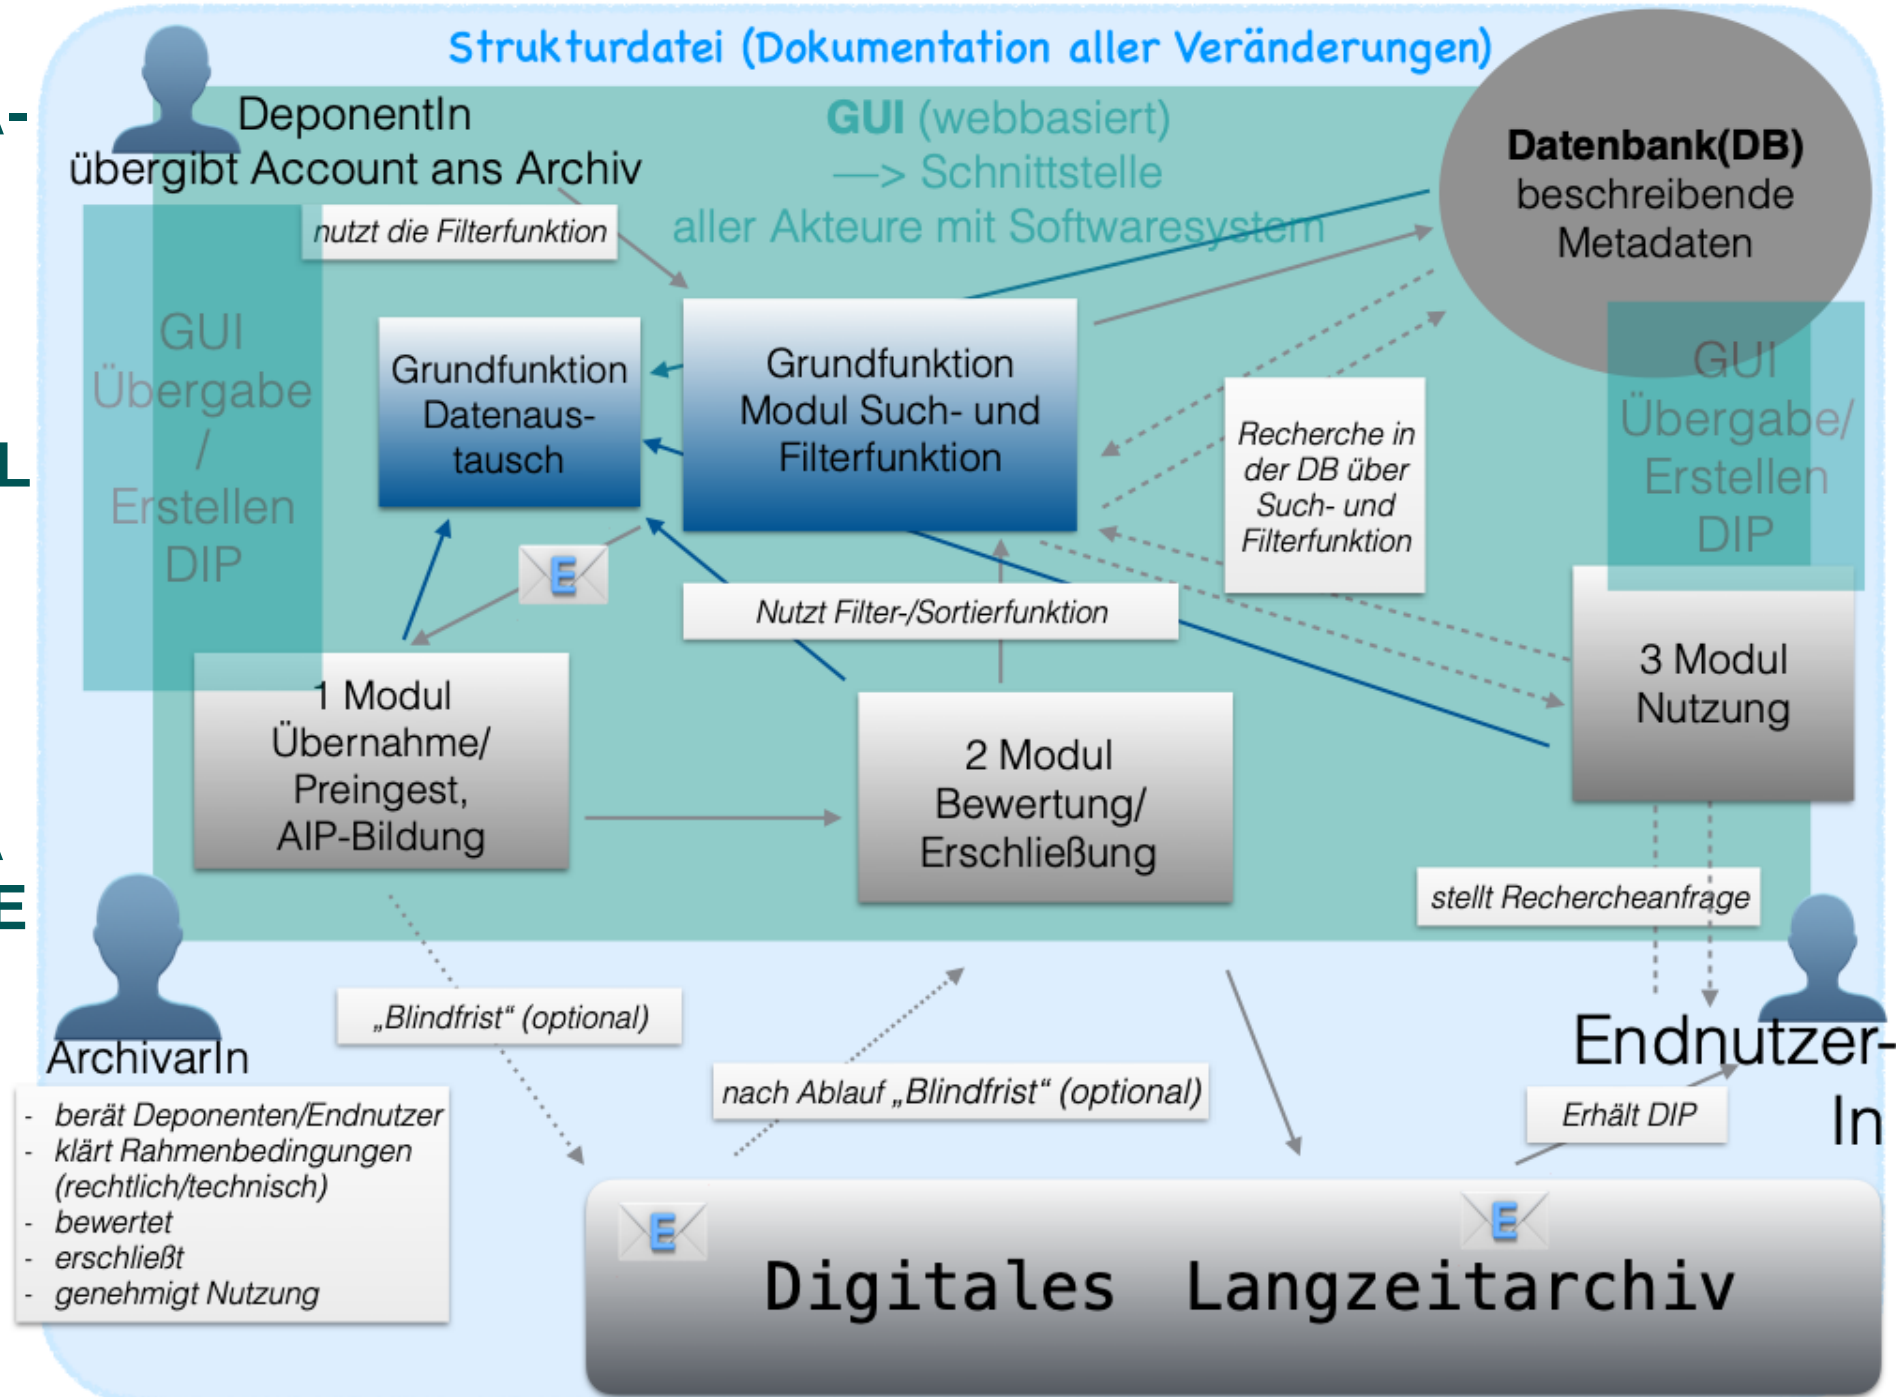 Strukturdatei (Dokumentation aller Veränderungen)
DeponentIn
übergibt Account ans Archiv
GUI (webbasiert)
—> Schnittstelle
aller Akteure mit Softwaresystem
Datenbank(DB)
beschreibende
Metadaten
nutzt die Filterfunktion
GUI
Übergabe
/
Erstellen
DIP
Grundfunktion
Datenaus-
tausch
Grundfunktion
Modul Such- und
Filterfunktion
Recherche in
der DB über
Such- und
Filterfunktion
GUI
Übergabe/
Erstellen
DIP
E
Nutzt Filter-/Sortierfunktion
1 Modul
Übernahme/
Preingest,
AIP-Bildung
2 Modul
Bewertung/
Erschließung
3 Modul
Nutzung
stellt Rechercheanfrage
„Blindfrist“ (optional)
nach Ablauf „Blindfrist“ (optional)
ArchivarIn
- berät Deponenten/Endnutzer
- klärt Rahmenbedingungen
(rechtlich/technisch)
- bewertet
- erschließt
- genehmigt Nutzung
Endnutzer-
In
Erhält DIP
E
E
Digitales Langzeitarchiv